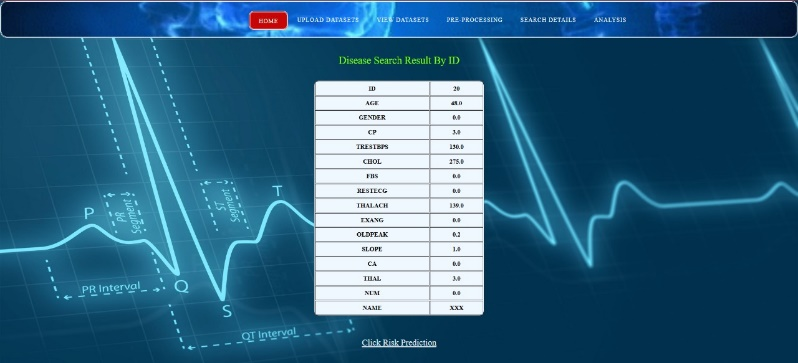 HOME UPLOAD DATASETS VIEW DATASETS PRE-PROCESSING SEARCH DETAILS ANALYSIS
Disease Search Result By ID
ID 20
AGE 48.0
GENDER 0.0
CP 3.0
TRESTBPS 130.0
CHOL 275.0
FBS 0.0
RESTECG 0.0
THALACH 139.0
EXANG 0.0
OLDPEAK 0.2
SLOPE 1.0
CA 0.0
THAL 3.0
NUM 0.0
NAME XXX
P
PR Segment
ST Segment
T
PR Interval
Q
S
QT Interval
Click Risk Prediction